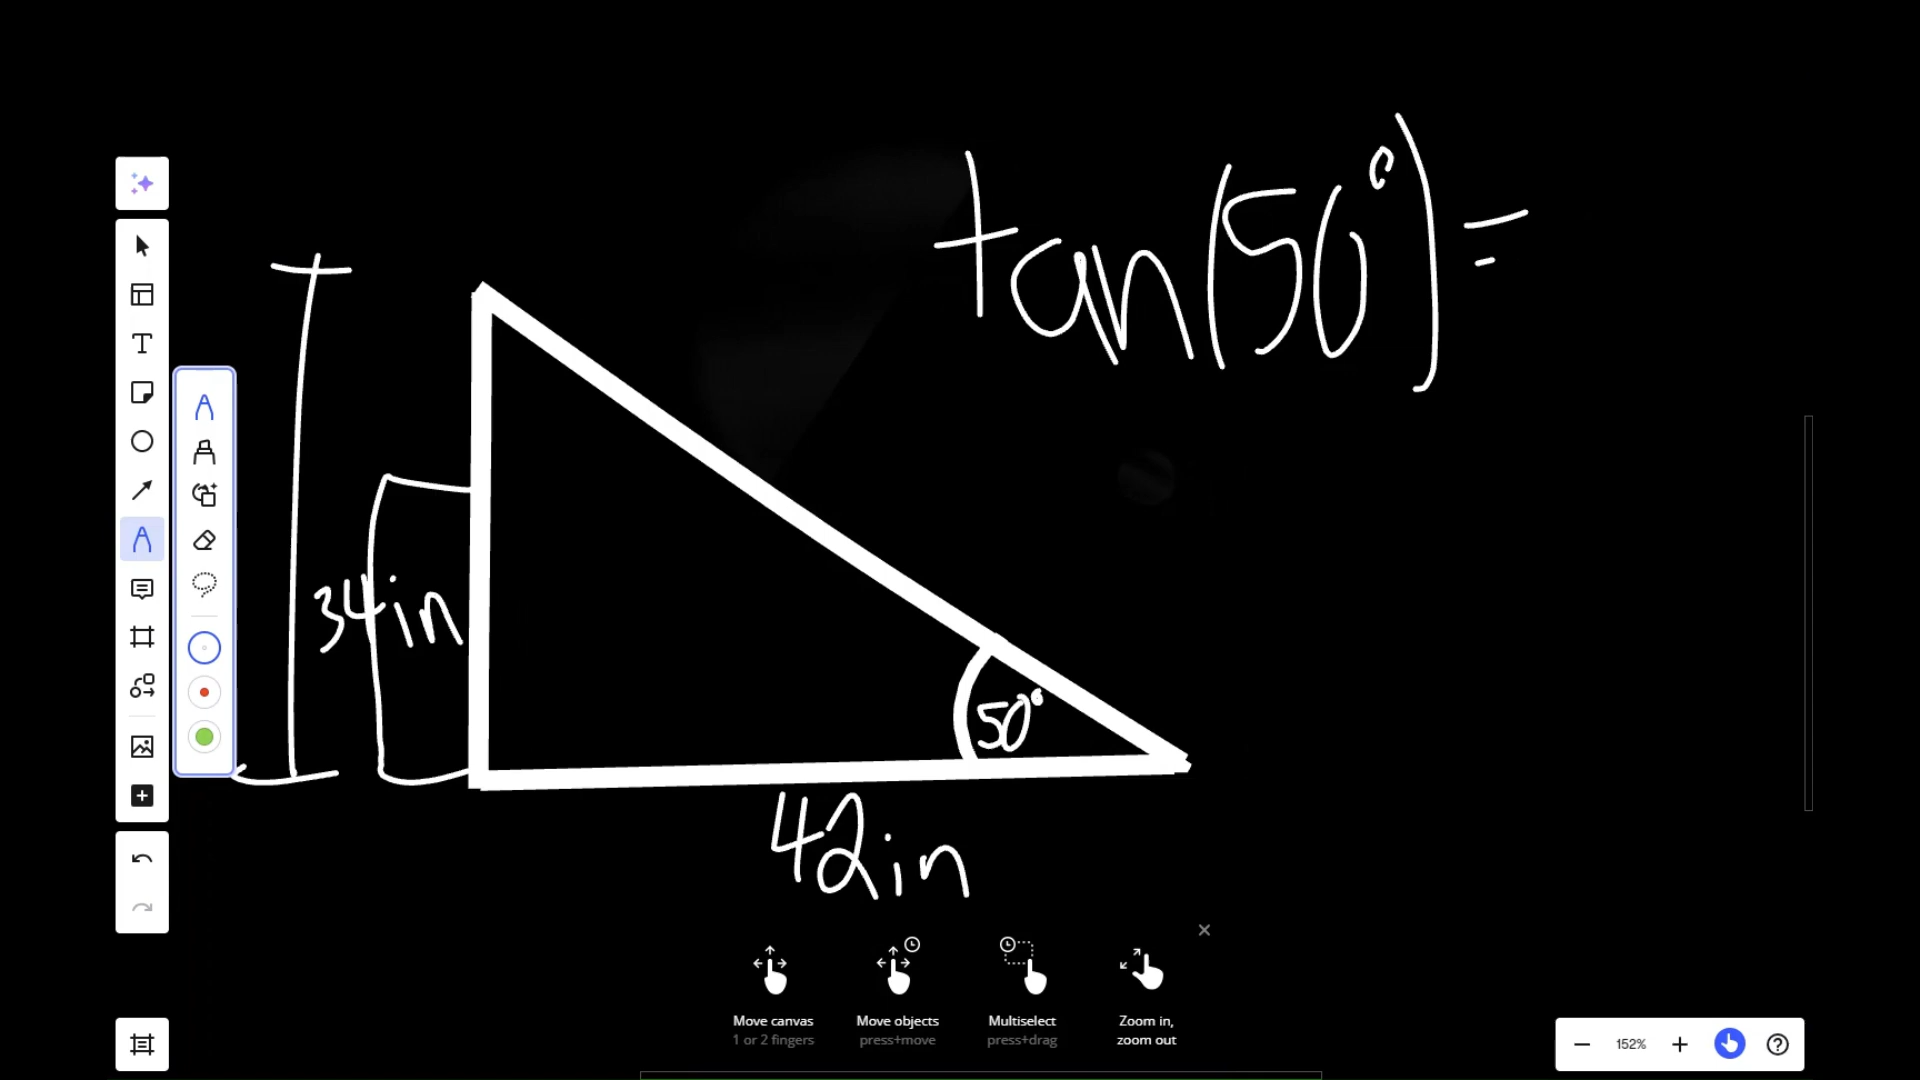 tan(50°)=
34in
50°
42in
Move canvas
1 or 2 fingers
Move objects
press+move
Multiselect
press+drag
Zoom in,
zoom out
152%